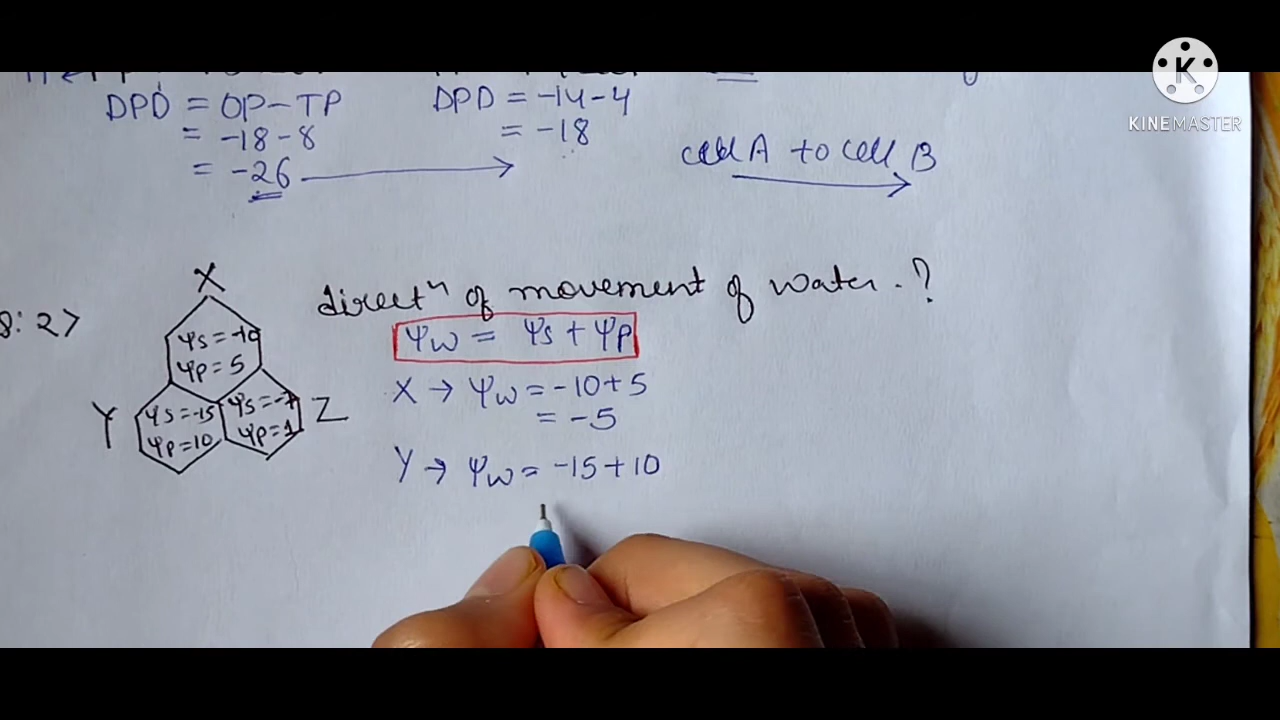 KINEMASTER
DPD = OP-TP
= -18-8
= -26
DPD = -14-4
= -18
cell A to cell B
8:2>
X
ψs = -10
ψp = 5
Y
ψs = -15
ψp = 10
ψs = -7
ψp = 1
Z
directⁿ of movement of water. ?
ψw = ψs + ψp
X → ψw = -10+5
= -5
Y → ψw = -15+10